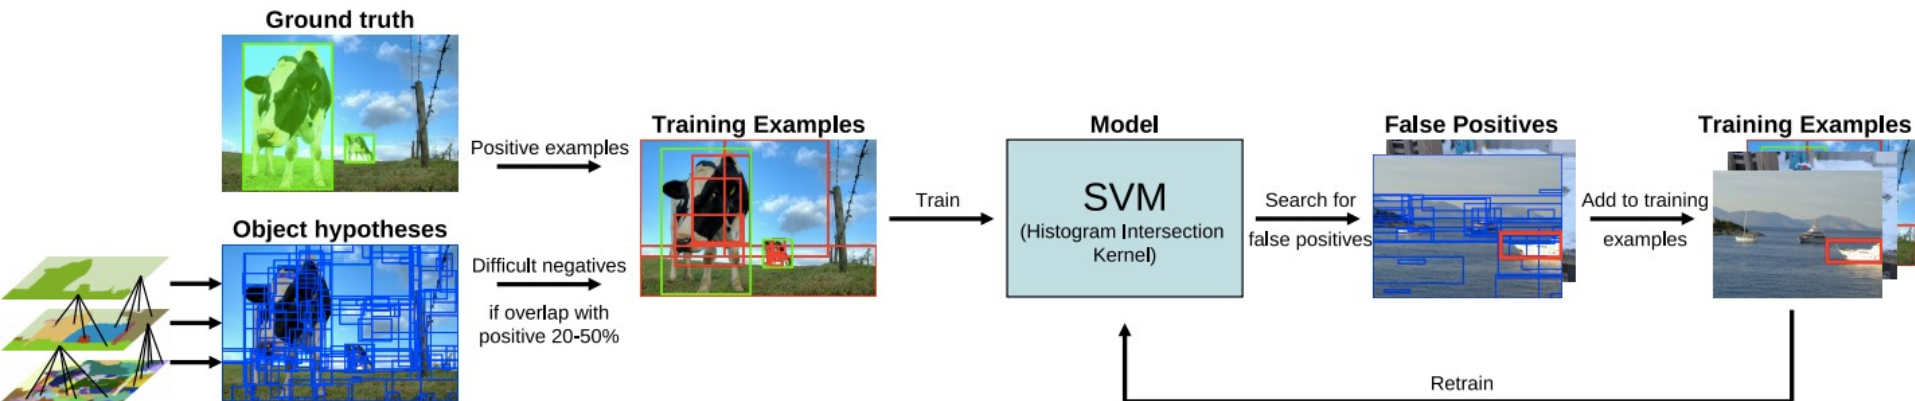 Ground truth
Positive examples
Object hypotheses
Difficult negatives
if overlap with
positive 20-50%
Training Examples
Train
Model
SVM
(Histogram Intersection
Kernel)
Search for
false positives
False Positives
Add to training
examples
Training Examples
Retrain